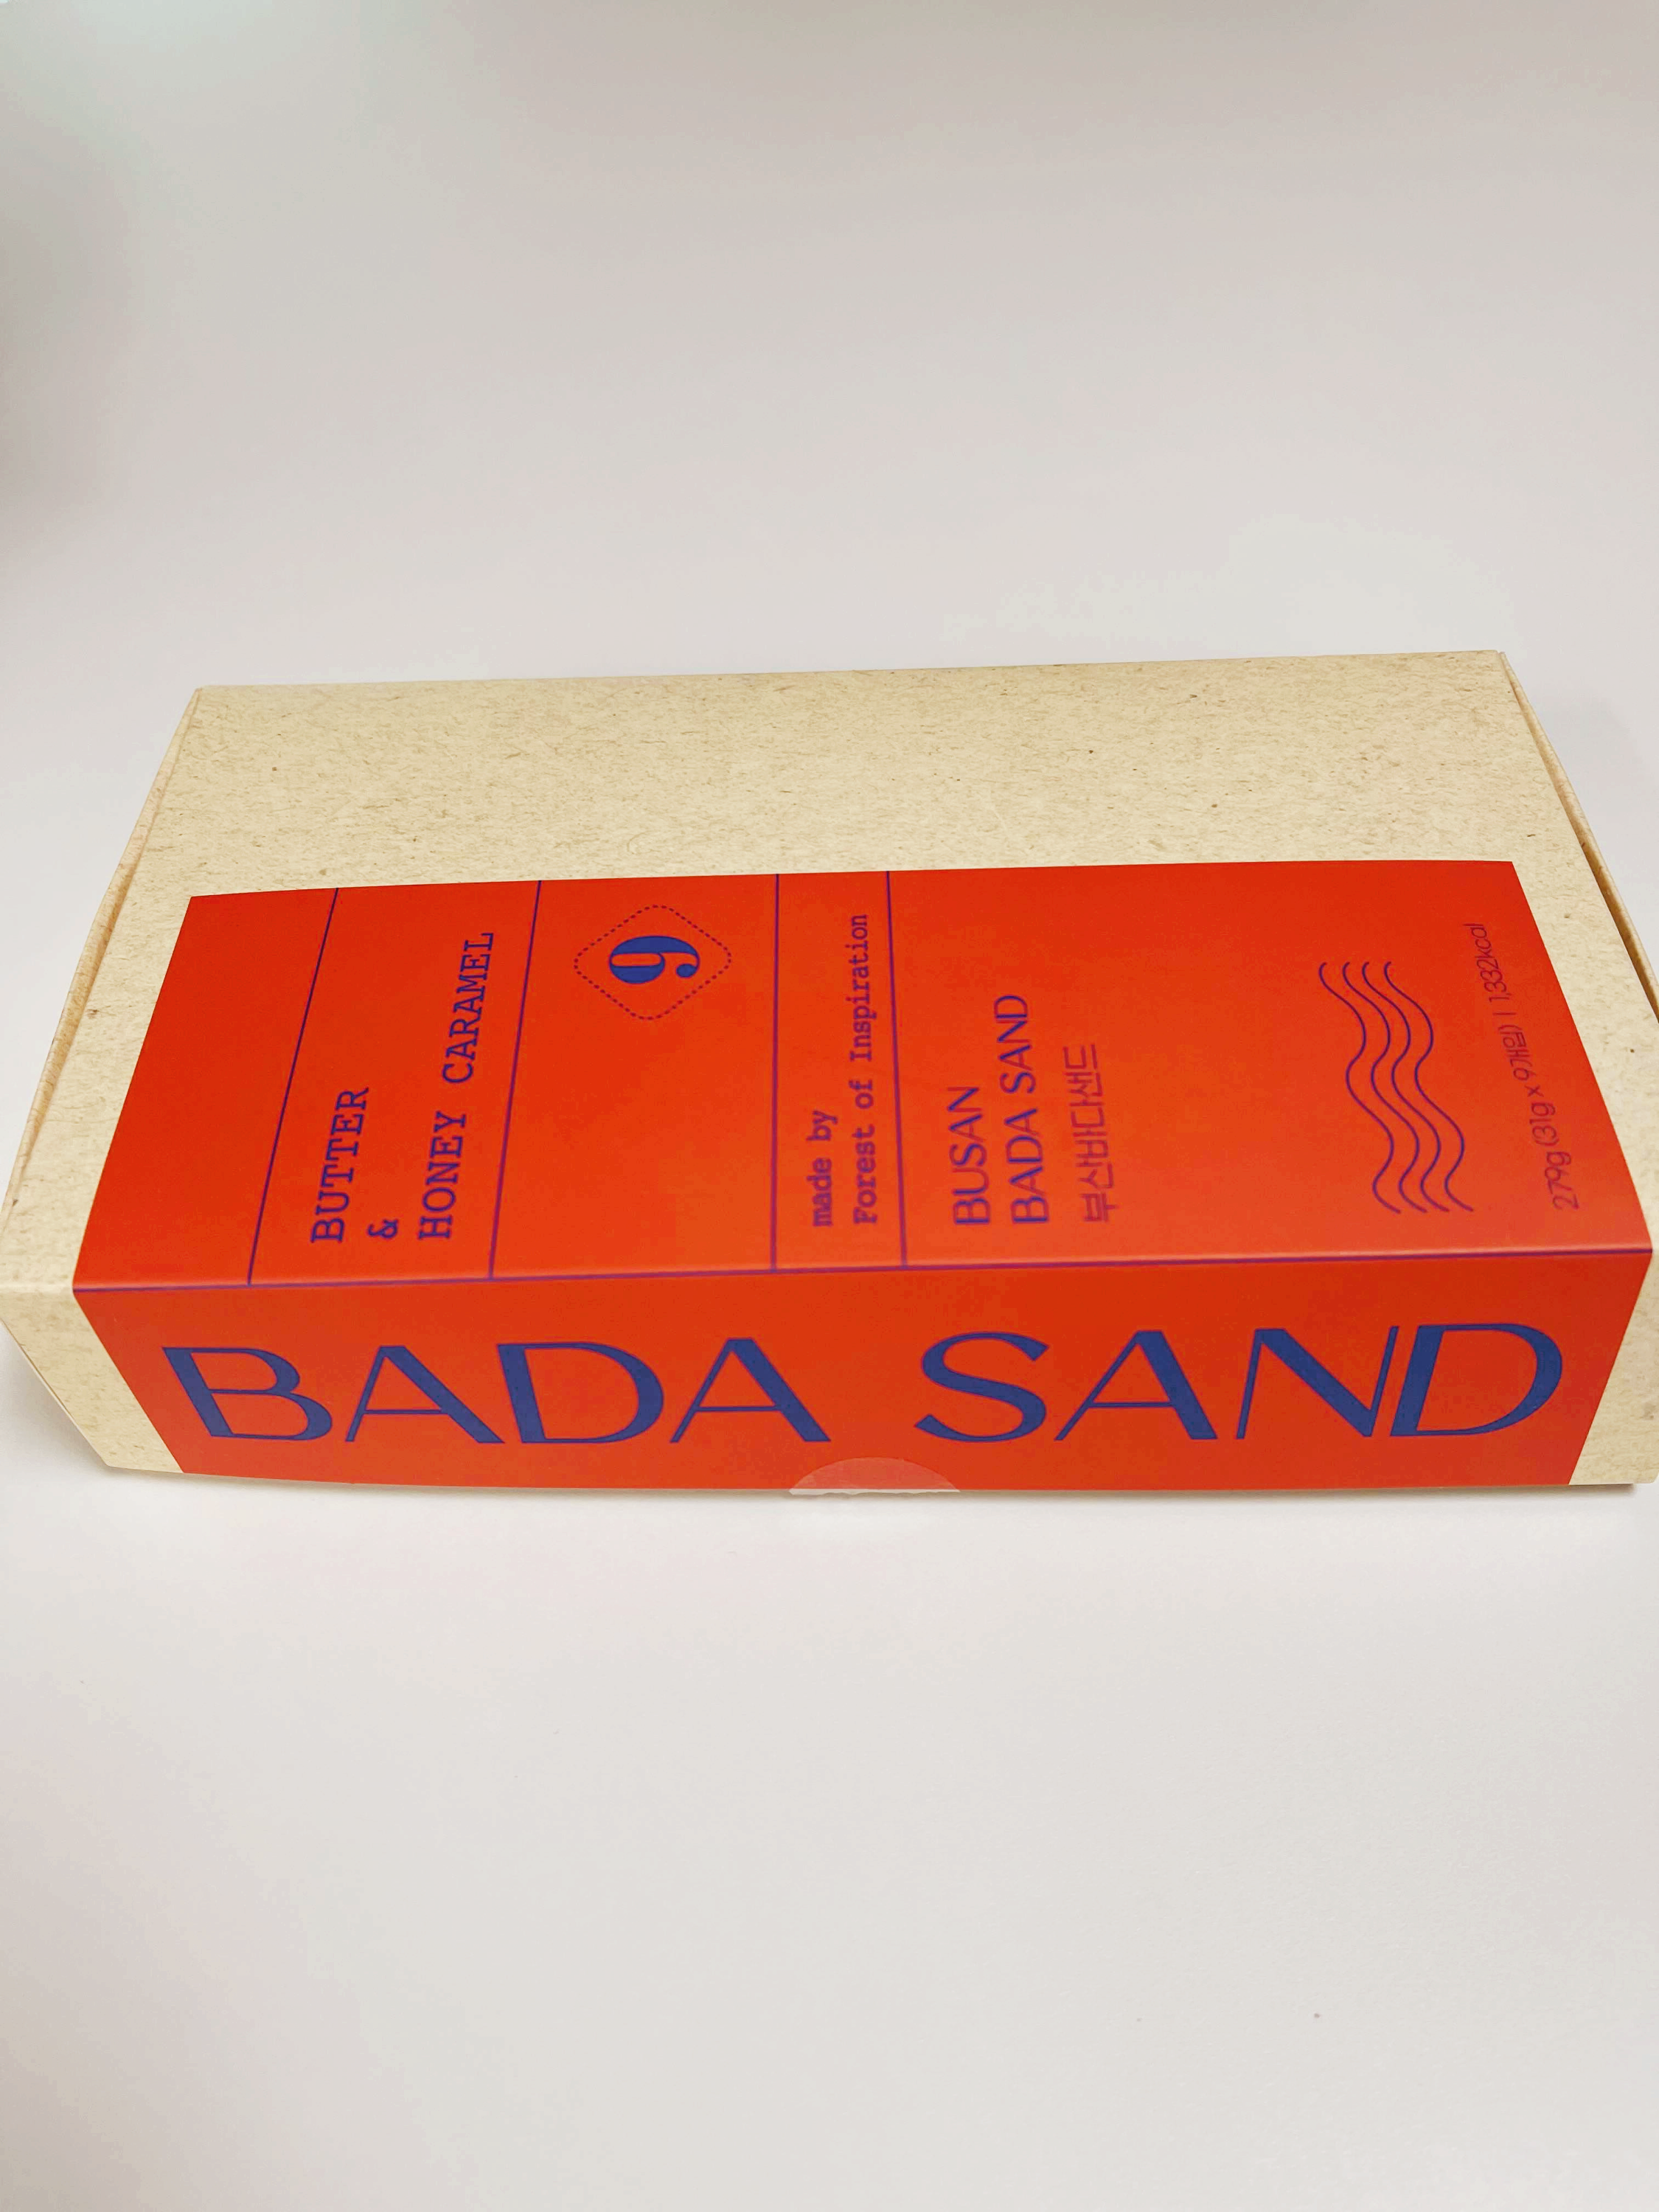 BUTTER
&
HONEY CARAMEL
9
made by
Forest of Inspiration
BUSAN
BADA SAND
부산바다샌드
279g (31g x 9개입) | 1,332kcal
BADA SAND